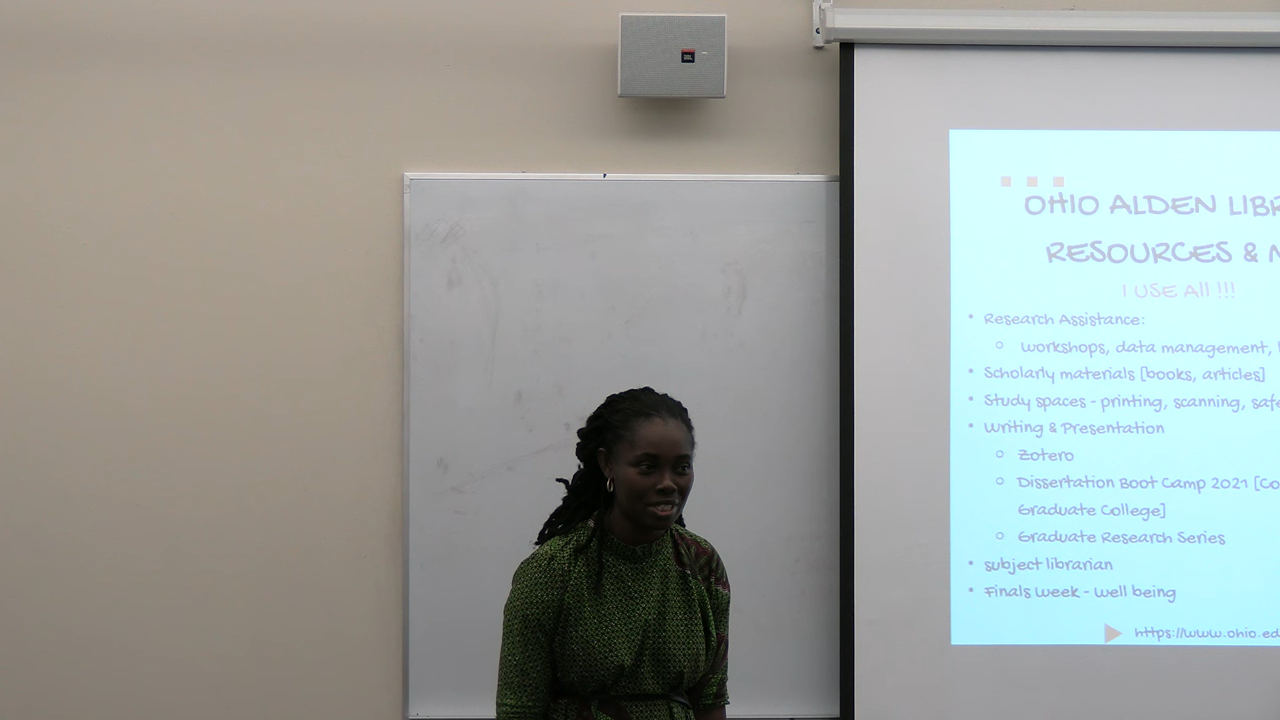 OHIO ALDEN LIBR
RESOURCES & N
I USE All !!!
Research Assistance:
workshops, data management,
Scholarly materials [books, articles]
Study spaces - printing, scanning, safe
Writing & Presentation
Zotero
Dissertation Boot Camp 2021 [Co
Graduate College]
Graduate Research Series
subject librarian
Finals week - well being
https://www.ohio.ed